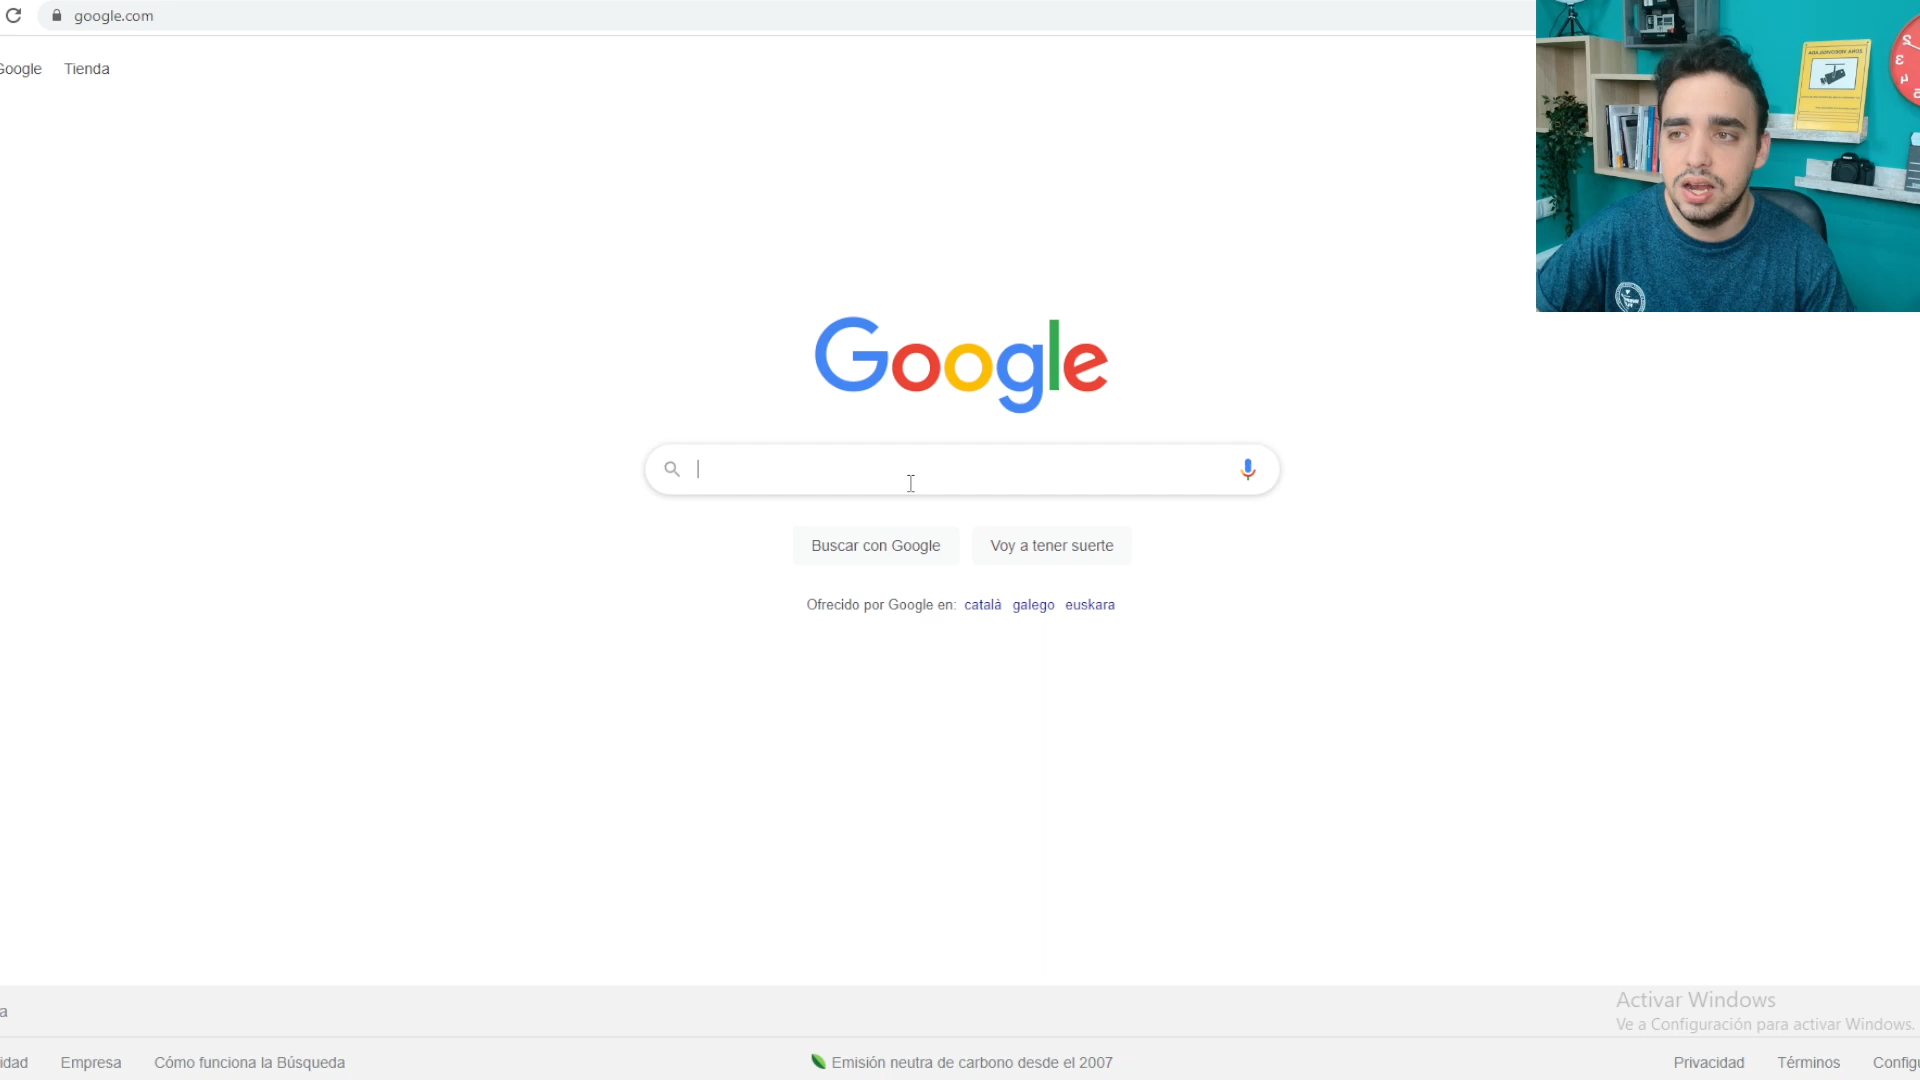 google.com
Google Tienda
Google
Buscar con Google Voy a tener suerte
Ofrecido por Google en: català galego euskara
a
Activar Windows
Ve a Configuración para activar Windows.
idad Empresa Cómo funciona la Búsqueda Emisión neutra de carbono desde el 2007 Privacidad Términos Config